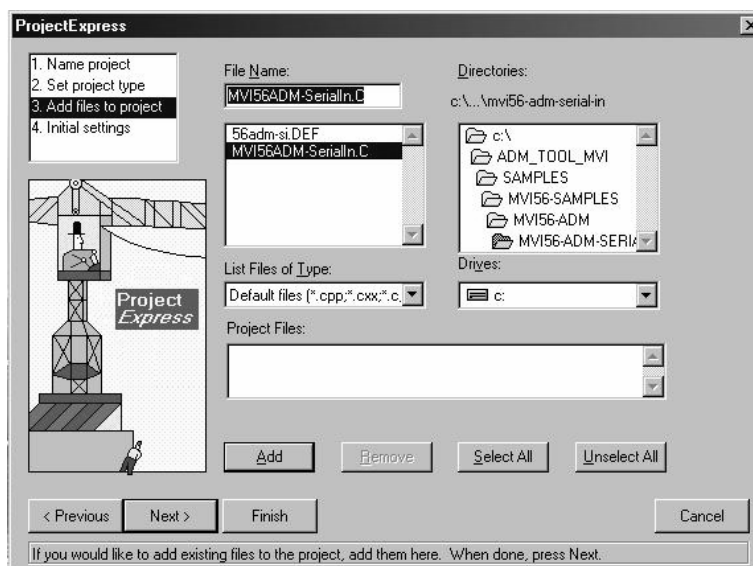 ProjectExpress
1. Name project
2. Set project type
3. Add files to project
4. Initial settings
Project
Express
File Name:
MVI56ADM-SerialIn.C
56adm-si.DEF
MVI56ADM-SerialIn.C
List Files of Type:
Default files (*.cpp;*.cxx;*.c,
Directories:
c:\...\mvi56-adm-serial-in
c:\
ADM_TOOL_MVI
SAMPLES
MVI56-SAMPLES
MVI56-ADM
MVI56-ADM-SERIA
Drives:
c:
Project Files:
Add
Remove
Select All
Unselect All
< Previous
Next >
Finish
Cancel
If you would like to add existing files to the project, add them here. When done, press Next.